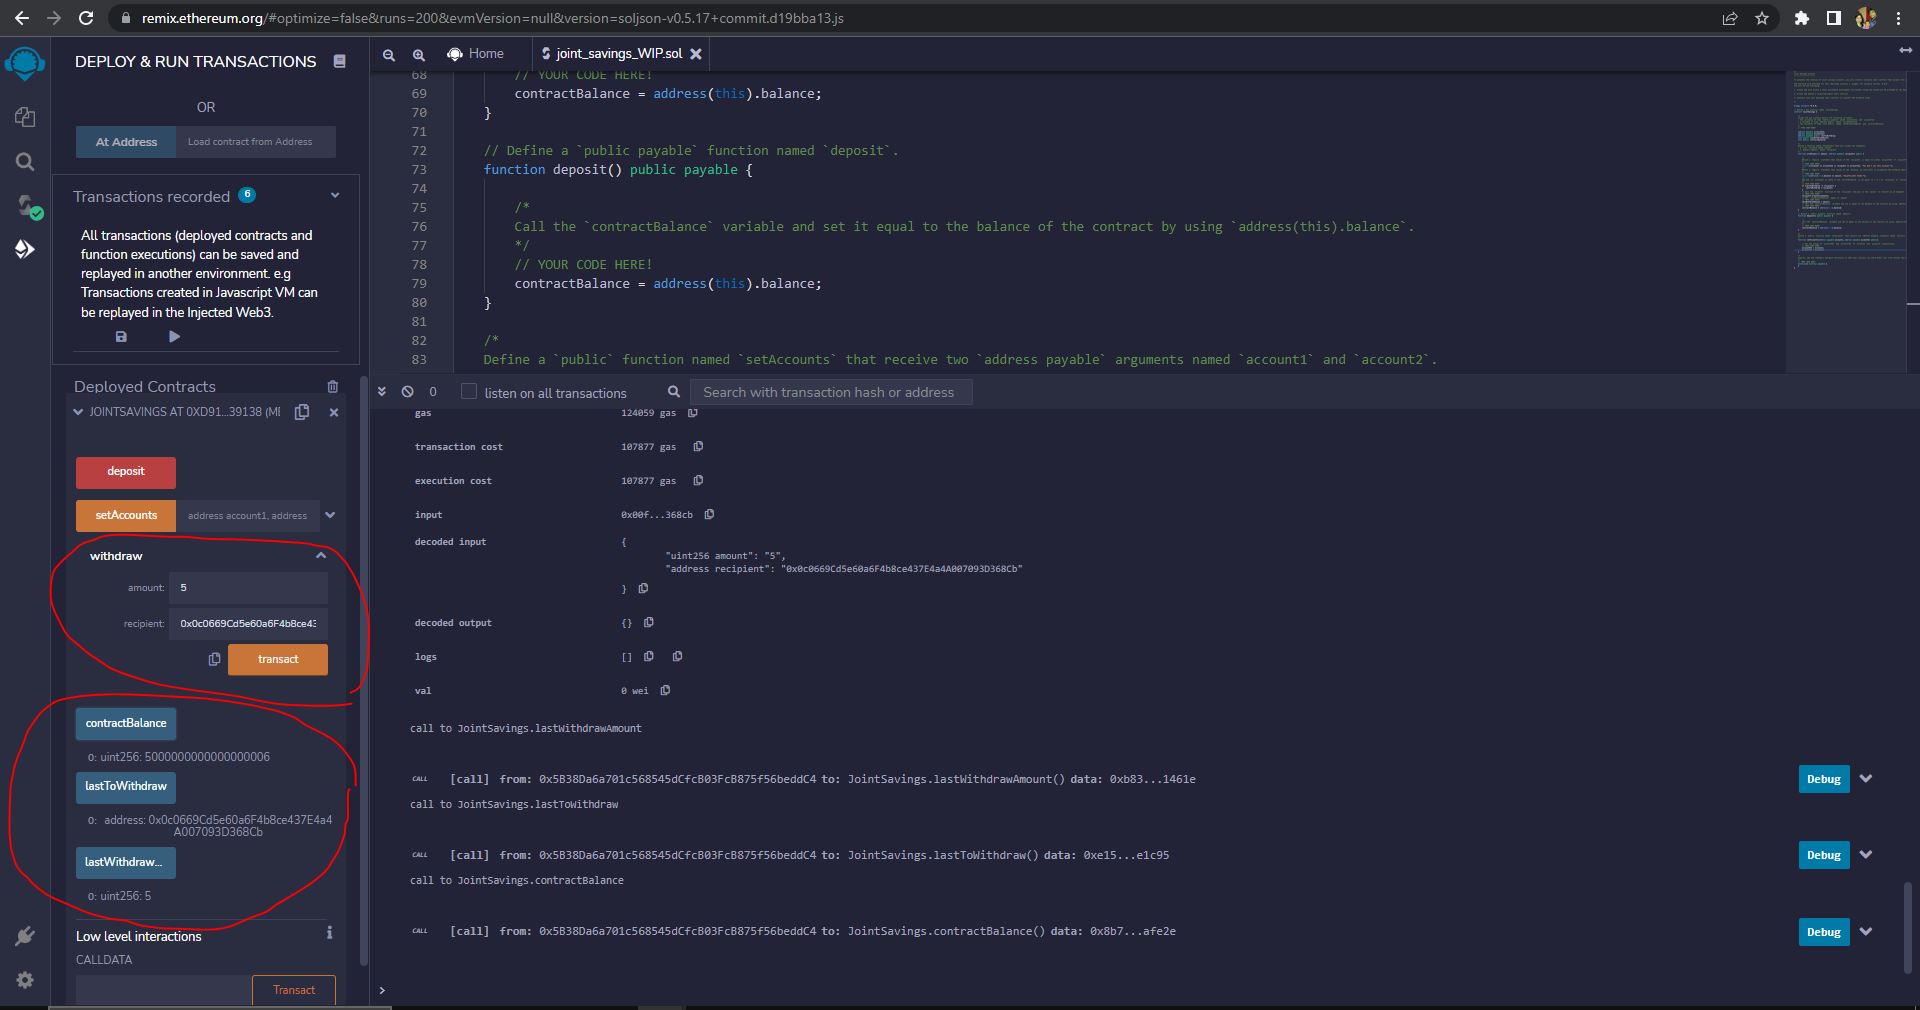 remix.ethereum.org/#optimize=false&runs=200&evmVersion=null&version=soljson-v0.5.17+commit.d19bba13.js
DEPLOY & RUN TRANSACTIONS
OR
At Address
Load contract from Address
Transactions recorded 6
All transactions (deployed contracts and
function executions) can be saved and
replayed in another environment. e.g
Transactions created in Javascript VM can
be replayed in the Injected Web3.
Deployed Contracts
JOINTSAVINGS AT 0XD91...39138 (M
deposit
setAccounts
address account1, address
withdraw
amount: 5
recipient: 0x0c0669Cd5e60a6F4b8ce43
transact
contractBalance
0: uint256: 5000000000000000006
lastToWithdraw
0: address: 0x0c0669Cd5e60a6F4b8ce437E4a4
A007093D368Cb
lastWithdraw...
0: uint256: 5
Low level interactions
CALLDATA
Transact
Home
joint_savings_WIP.sol
68 // YOUR CODE HERE!
69 contractBalance = address(this).balance;
70 }
71
72 // Define a `public payable` function named `deposit`.
73 function deposit() public payable {
74
75 /*
76 Call the `contractBalance` variable and set it equal to the balance of the contract by using `address(this).balance`.
77 */
78 // YOUR CODE HERE!
79 contractBalance = address(this).balance;
80 }
81
82 /*
83 Define a `public` function named `setAccounts` that receive two `address payable` arguments named `account1` and `account2`.
0
listen on all transactions
Search with transaction hash or address
gas 124059 gas
transaction cost 107877 gas
execution cost 107877 gas
input 0x00f...368cb
decoded input {
"uint256 amount": "5",
"address recipient": "0x0c0669Cd5e60a6F4b8ce437E4a4A007093D368Cb"
}
decoded output {}
logs []
val 0 wei
call to JointSavings.lastWithdrawAmount
CALL [call] from: 0x5B38Da6a701c568545dCfcB03FcB875f56beddC4 to: JointSavings.lastWithdrawAmount() data: 0xb83...1461e
Debug
call to JointSavings.lastToWithdraw
CALL [call] from: 0x5B38Da6a701c568545dCfcB03FcB875f56beddC4 to: JointSavings.lastToWithdraw() data: 0xe15...e1c95
Debug
call to JointSavings.contractBalance
CALL [call] from: 0x5B38Da6a701c568545dCfcB03FcB875f56beddC4 to: JointSavings.contractBalance() data: 0x8b7...afe2e
Debug
>